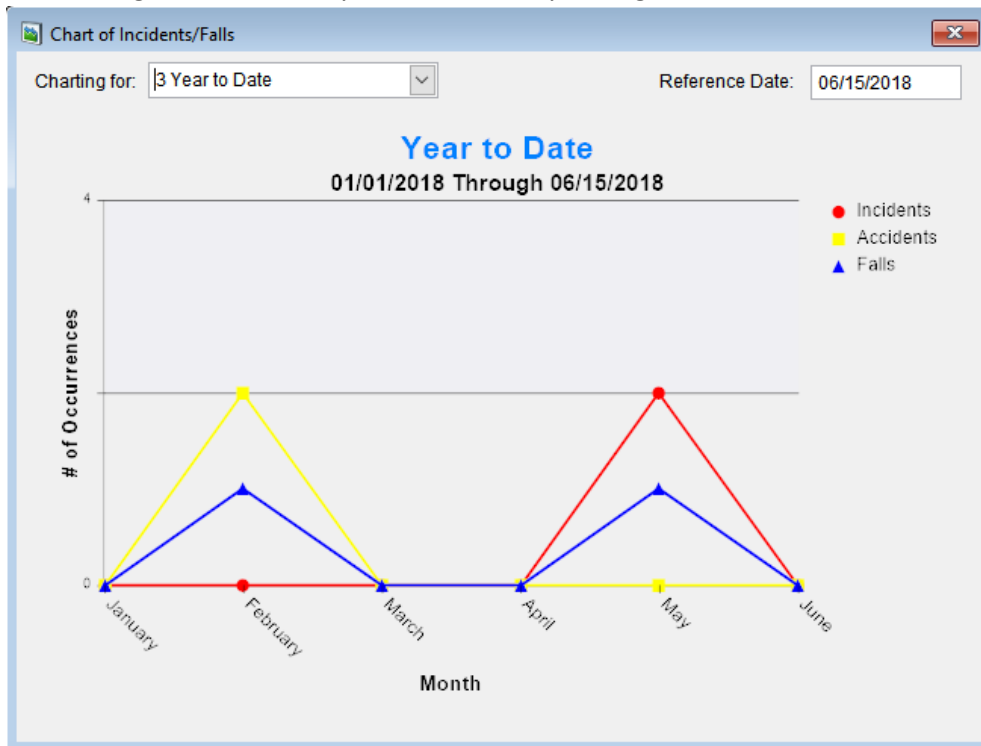 Chart of Incidents/Falls
Charting for: 3 Year to Date
Reference Date: 06/15/2018
Year to Date
01/01/2018 Through 06/15/2018
4
Incidents
Accidents
Falls
# of Occurrences
0
January
February
March
April
May
June
Month